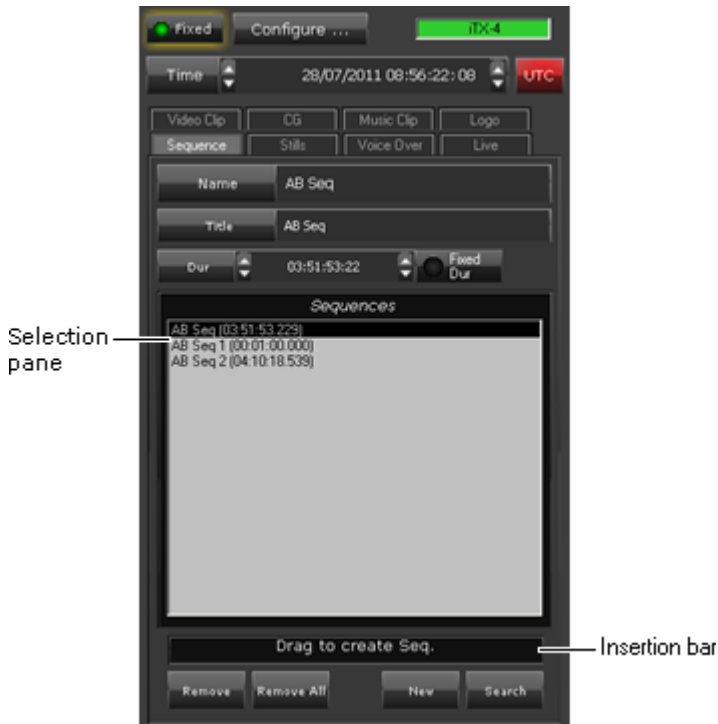 Fixed Configure ... iTX-4
Time 28/07/2011 08:56:22:08 UTC
Video Clip CG Music Clip Logo
Sequence Stills Voice Over Live
Name AB Seq
Title AB Seq
Dur 03:51:53:22 Fixed Dur
Sequences
AB Seq (03:51:53.229)
AB Seq 1 (00:01:00.000)
AB Seq 2 (04:10:18.539)
Selection
pane
Drag to create Seq.
Insertion bar
Remove Remove All New Search